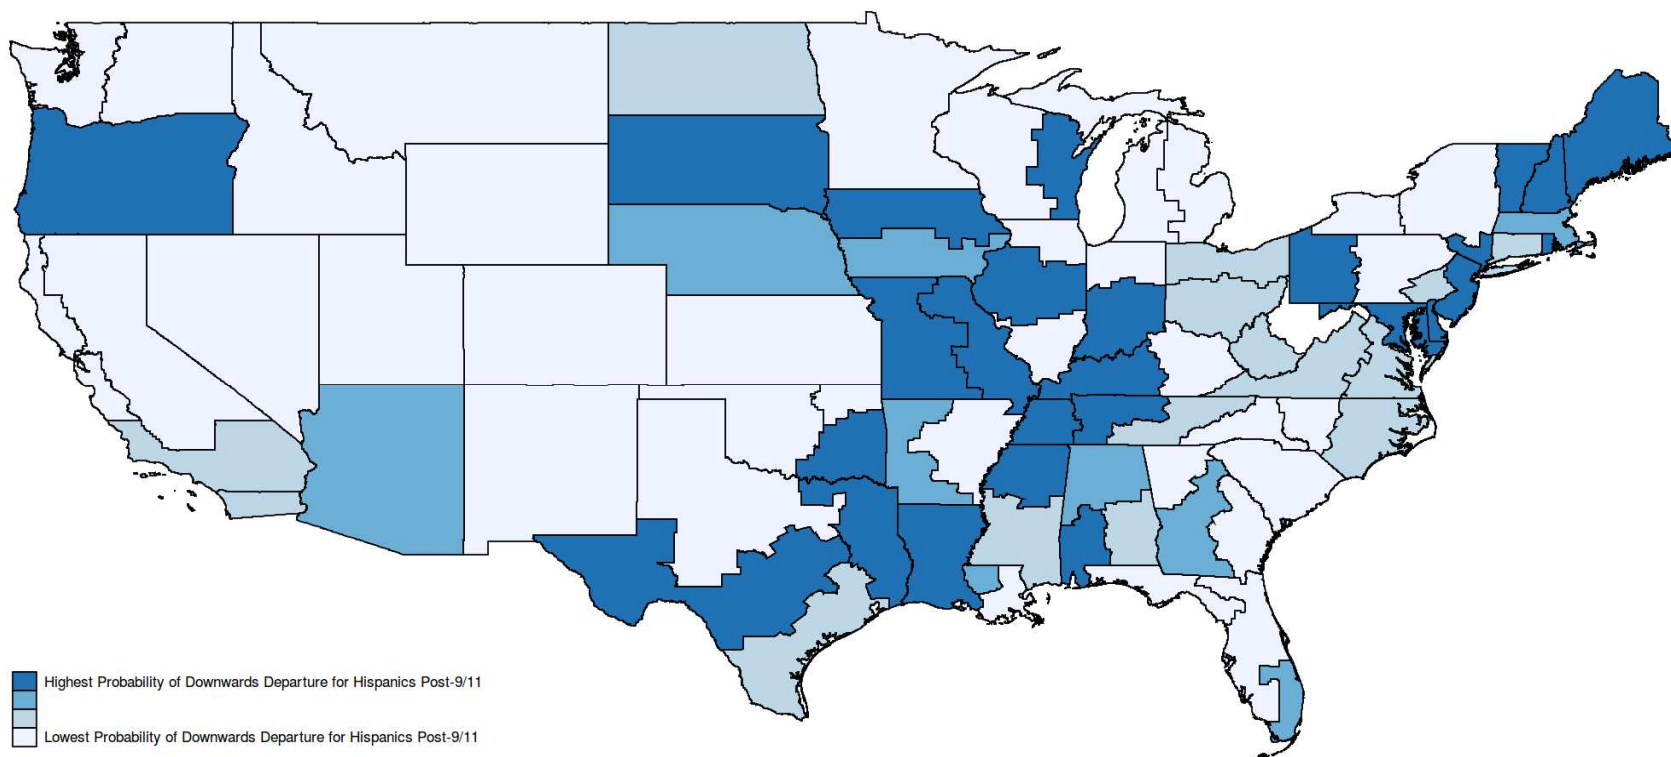 Highest Probability of Downwards Departure for Hispanics Post-9/11
Lowest Probability of Downwards Departure for Hispanics Post-9/11